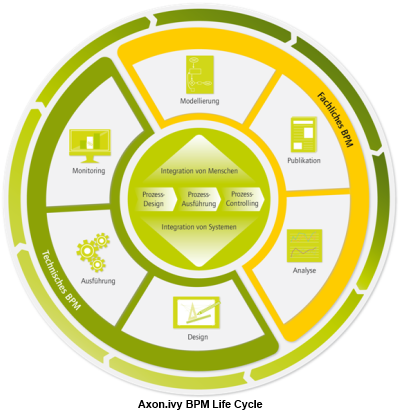 Modellierung
Fachliches BPM
Publikation
Monitoring
Integration von Menschen
Prozess-
Design
Prozess-
Ausführung
Prozess-
Controlling
Integration von Systemen
Analyse
Ausführung
Technisches BPM
Design
Axon.ivy BPM Life Cycle